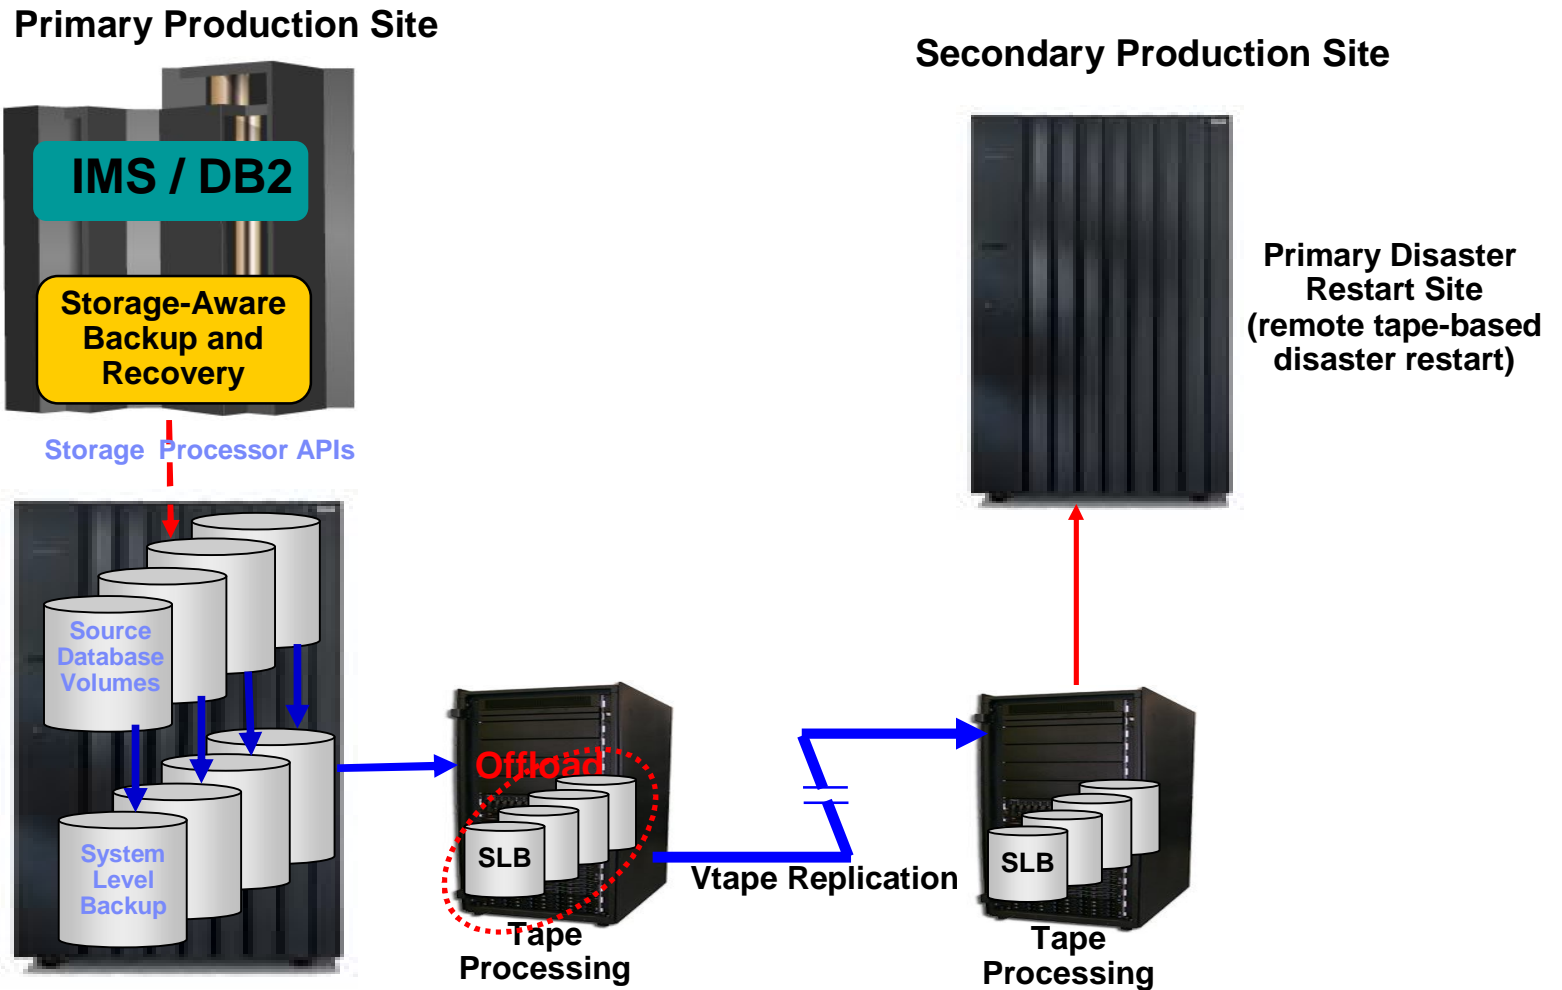 Primary Production Site
Secondary Production Site
IMS / DB2
Storage-Aware
Backup and
Recovery
Storage Processor APIs
Primary Disaster
Restart Site
(remote tape-based
disaster restart)
Source
Database
Volumes
System
Level
Backup
Offload
SLB
Tape
Processing
Vtape Replication
SLB
Tape
Processing